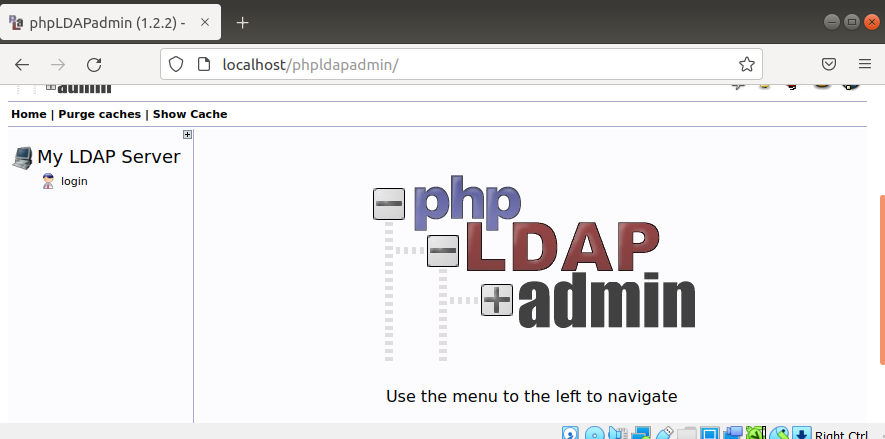 phpLDAPadmin (1.2.2) -
localhost/phpldapadmin/
admin
Home | Purge caches | Show Cache
My LDAP Server
login
php
LDAP
admin
Use the menu to the left to navigate
Right Ctrl